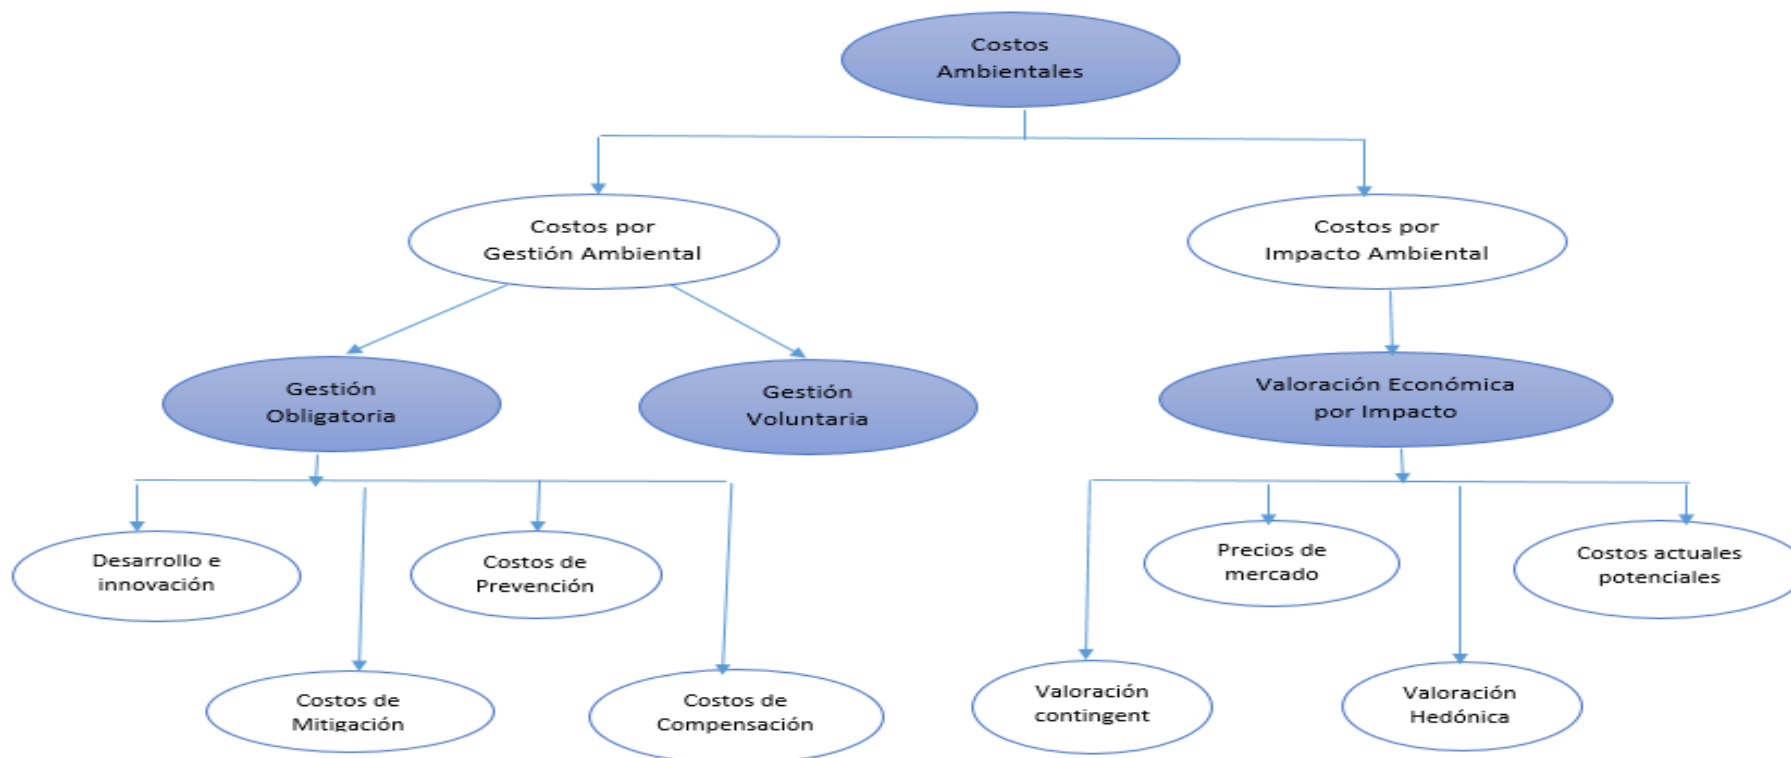 Costos
Ambientales
Costos por
Gestión Ambiental
Costos por
Impacto Ambiental
Gestión
Obligatoria
Gestión
Voluntaria
Valoración Económica
por Impacto
Desarrollo e
innovación
Costos de
Prevención
Precios de
mercado
Costos actuales
potenciales
Costos de
Mitigación
Costos de
Compensación
Valoración
contingent
Valoración
Hedónica